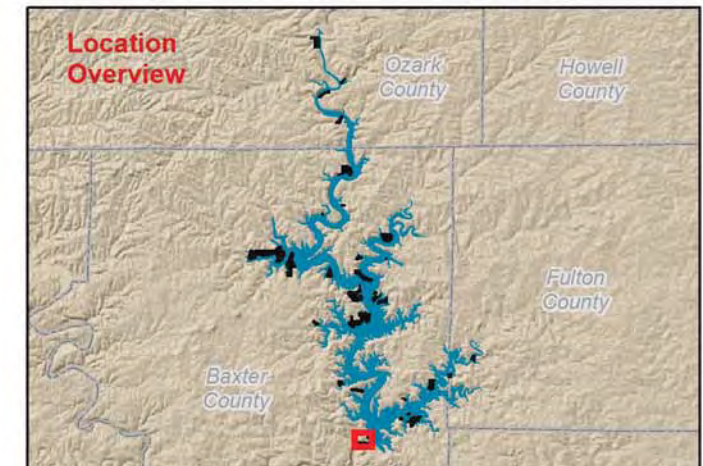 Location
Overview
Ozark
County
Howell
County
Fulton
County
Baxter
County